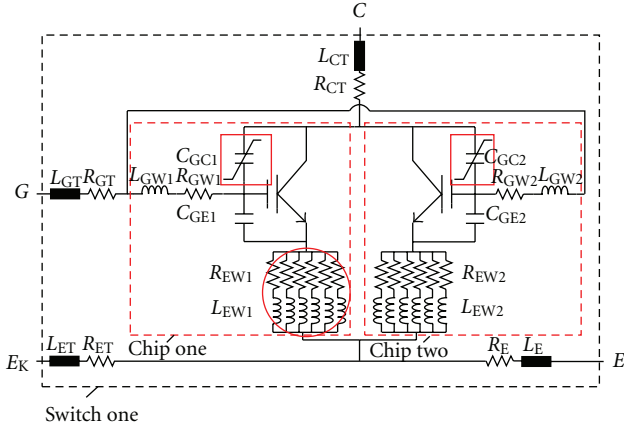 C
L_CT
R_CT
C_GC1
C_GC2
G
L_GT
R_GT
L_GW1
R_GW1
R_GW2
L_GW2
C_GE1
C_GE2
R_EW1
R_EW2
L_EW1
L_EW2
E_K
L_ET
R_ET
Chip one
Chip two
R_E
L_E
E
Switch one